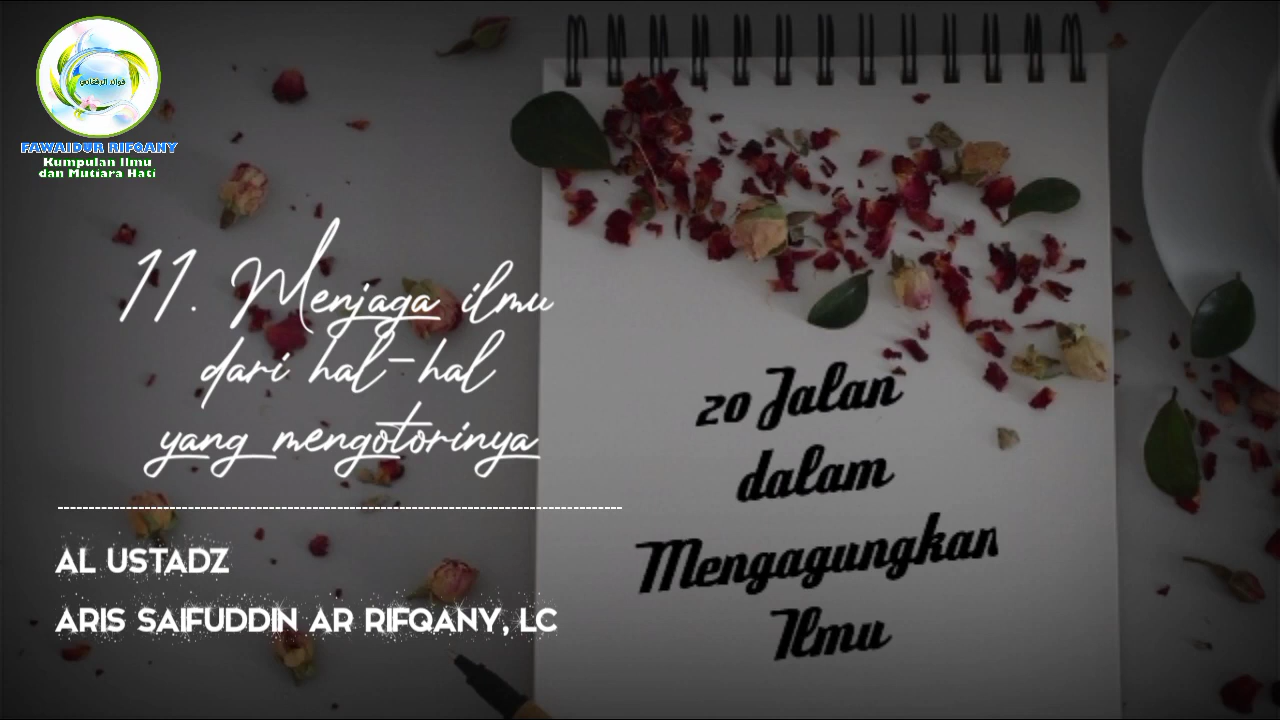 FAWAIDUR RIFQANY
Kumpulan Ilmu
dan Mutiara Hati
11. Menjaga ilmu
dari hal-hal
yang mengotorinya
AL USTADZ
ARIS SAIFUDDIN AR RIFQANY, LC
20 Jalan
dalam
Mengagungkan
Ilmu